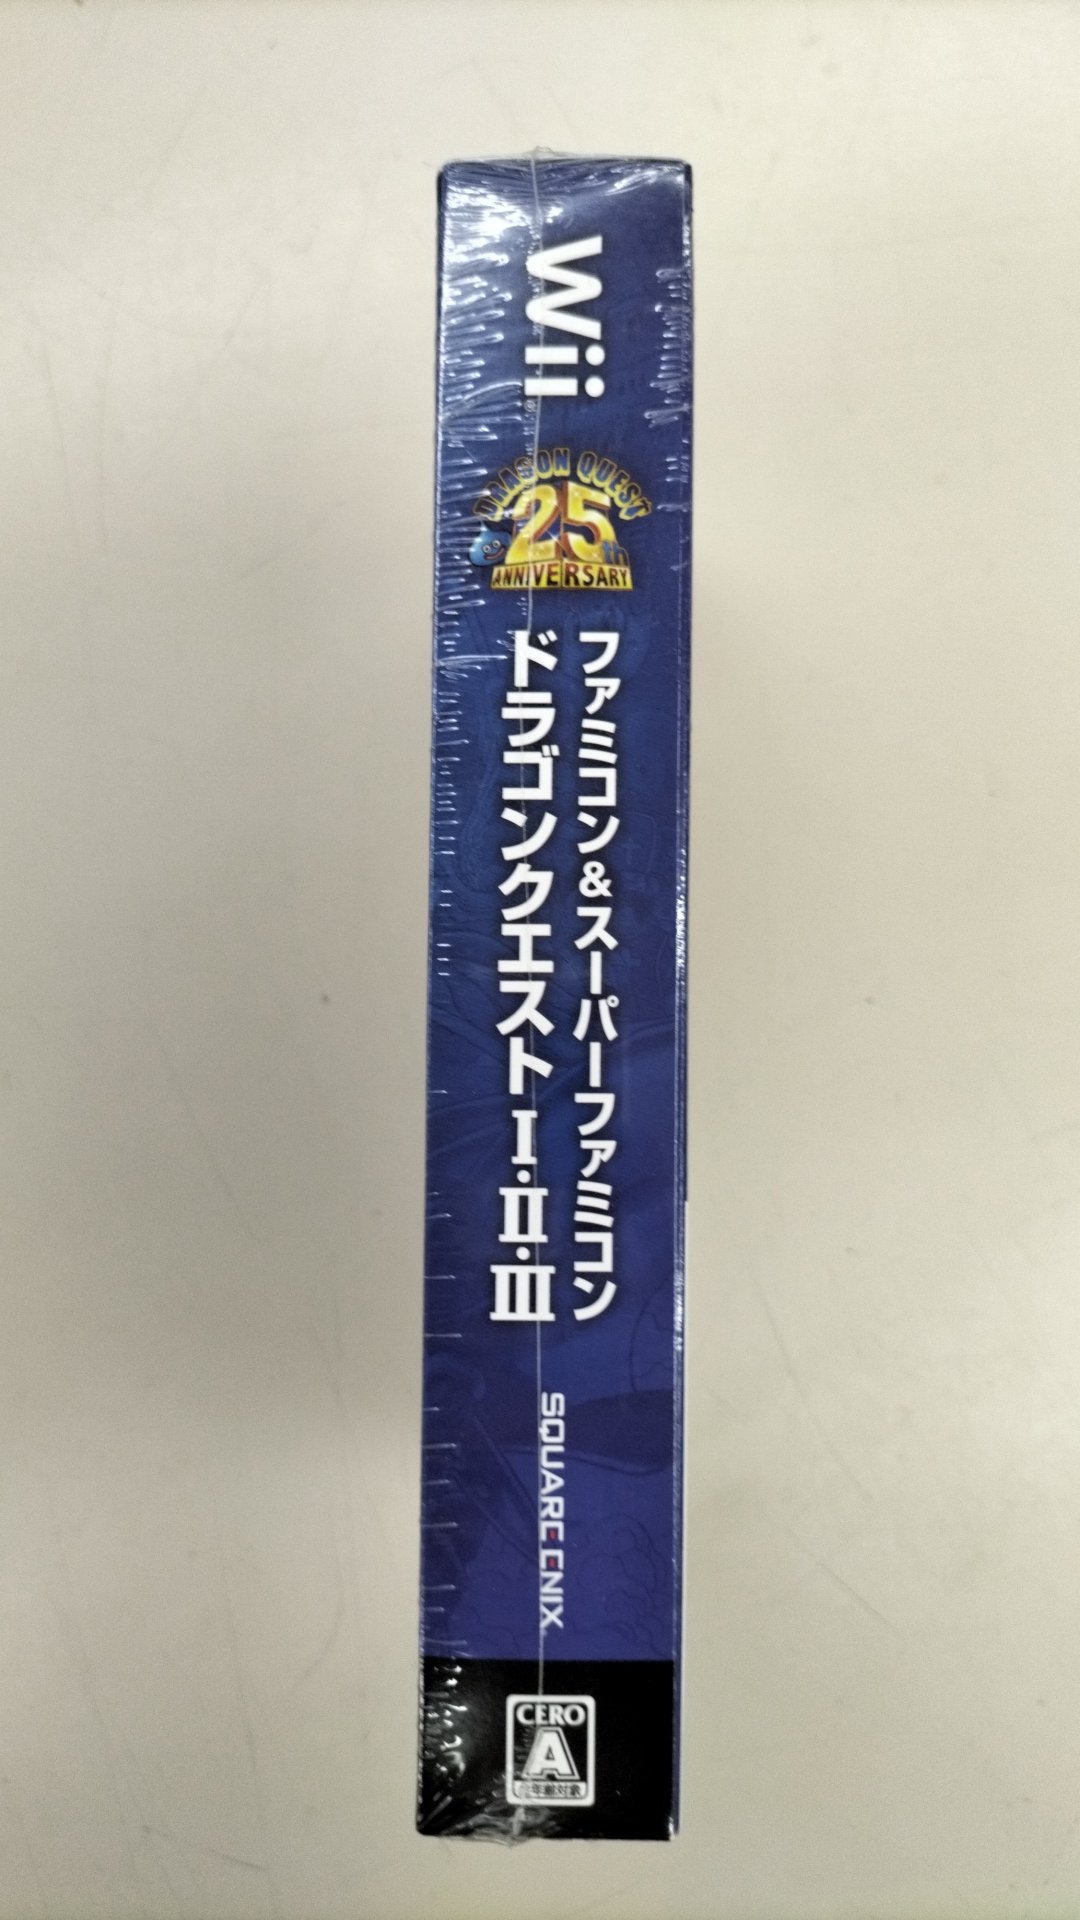 Wii
DRAGON QUEST
25th
ANNIVERSARY
ファミコン&スーパーファミコン
ドラゴンクエストI・II・III
SQUARE ENIX
CERO
A
全年齢対象